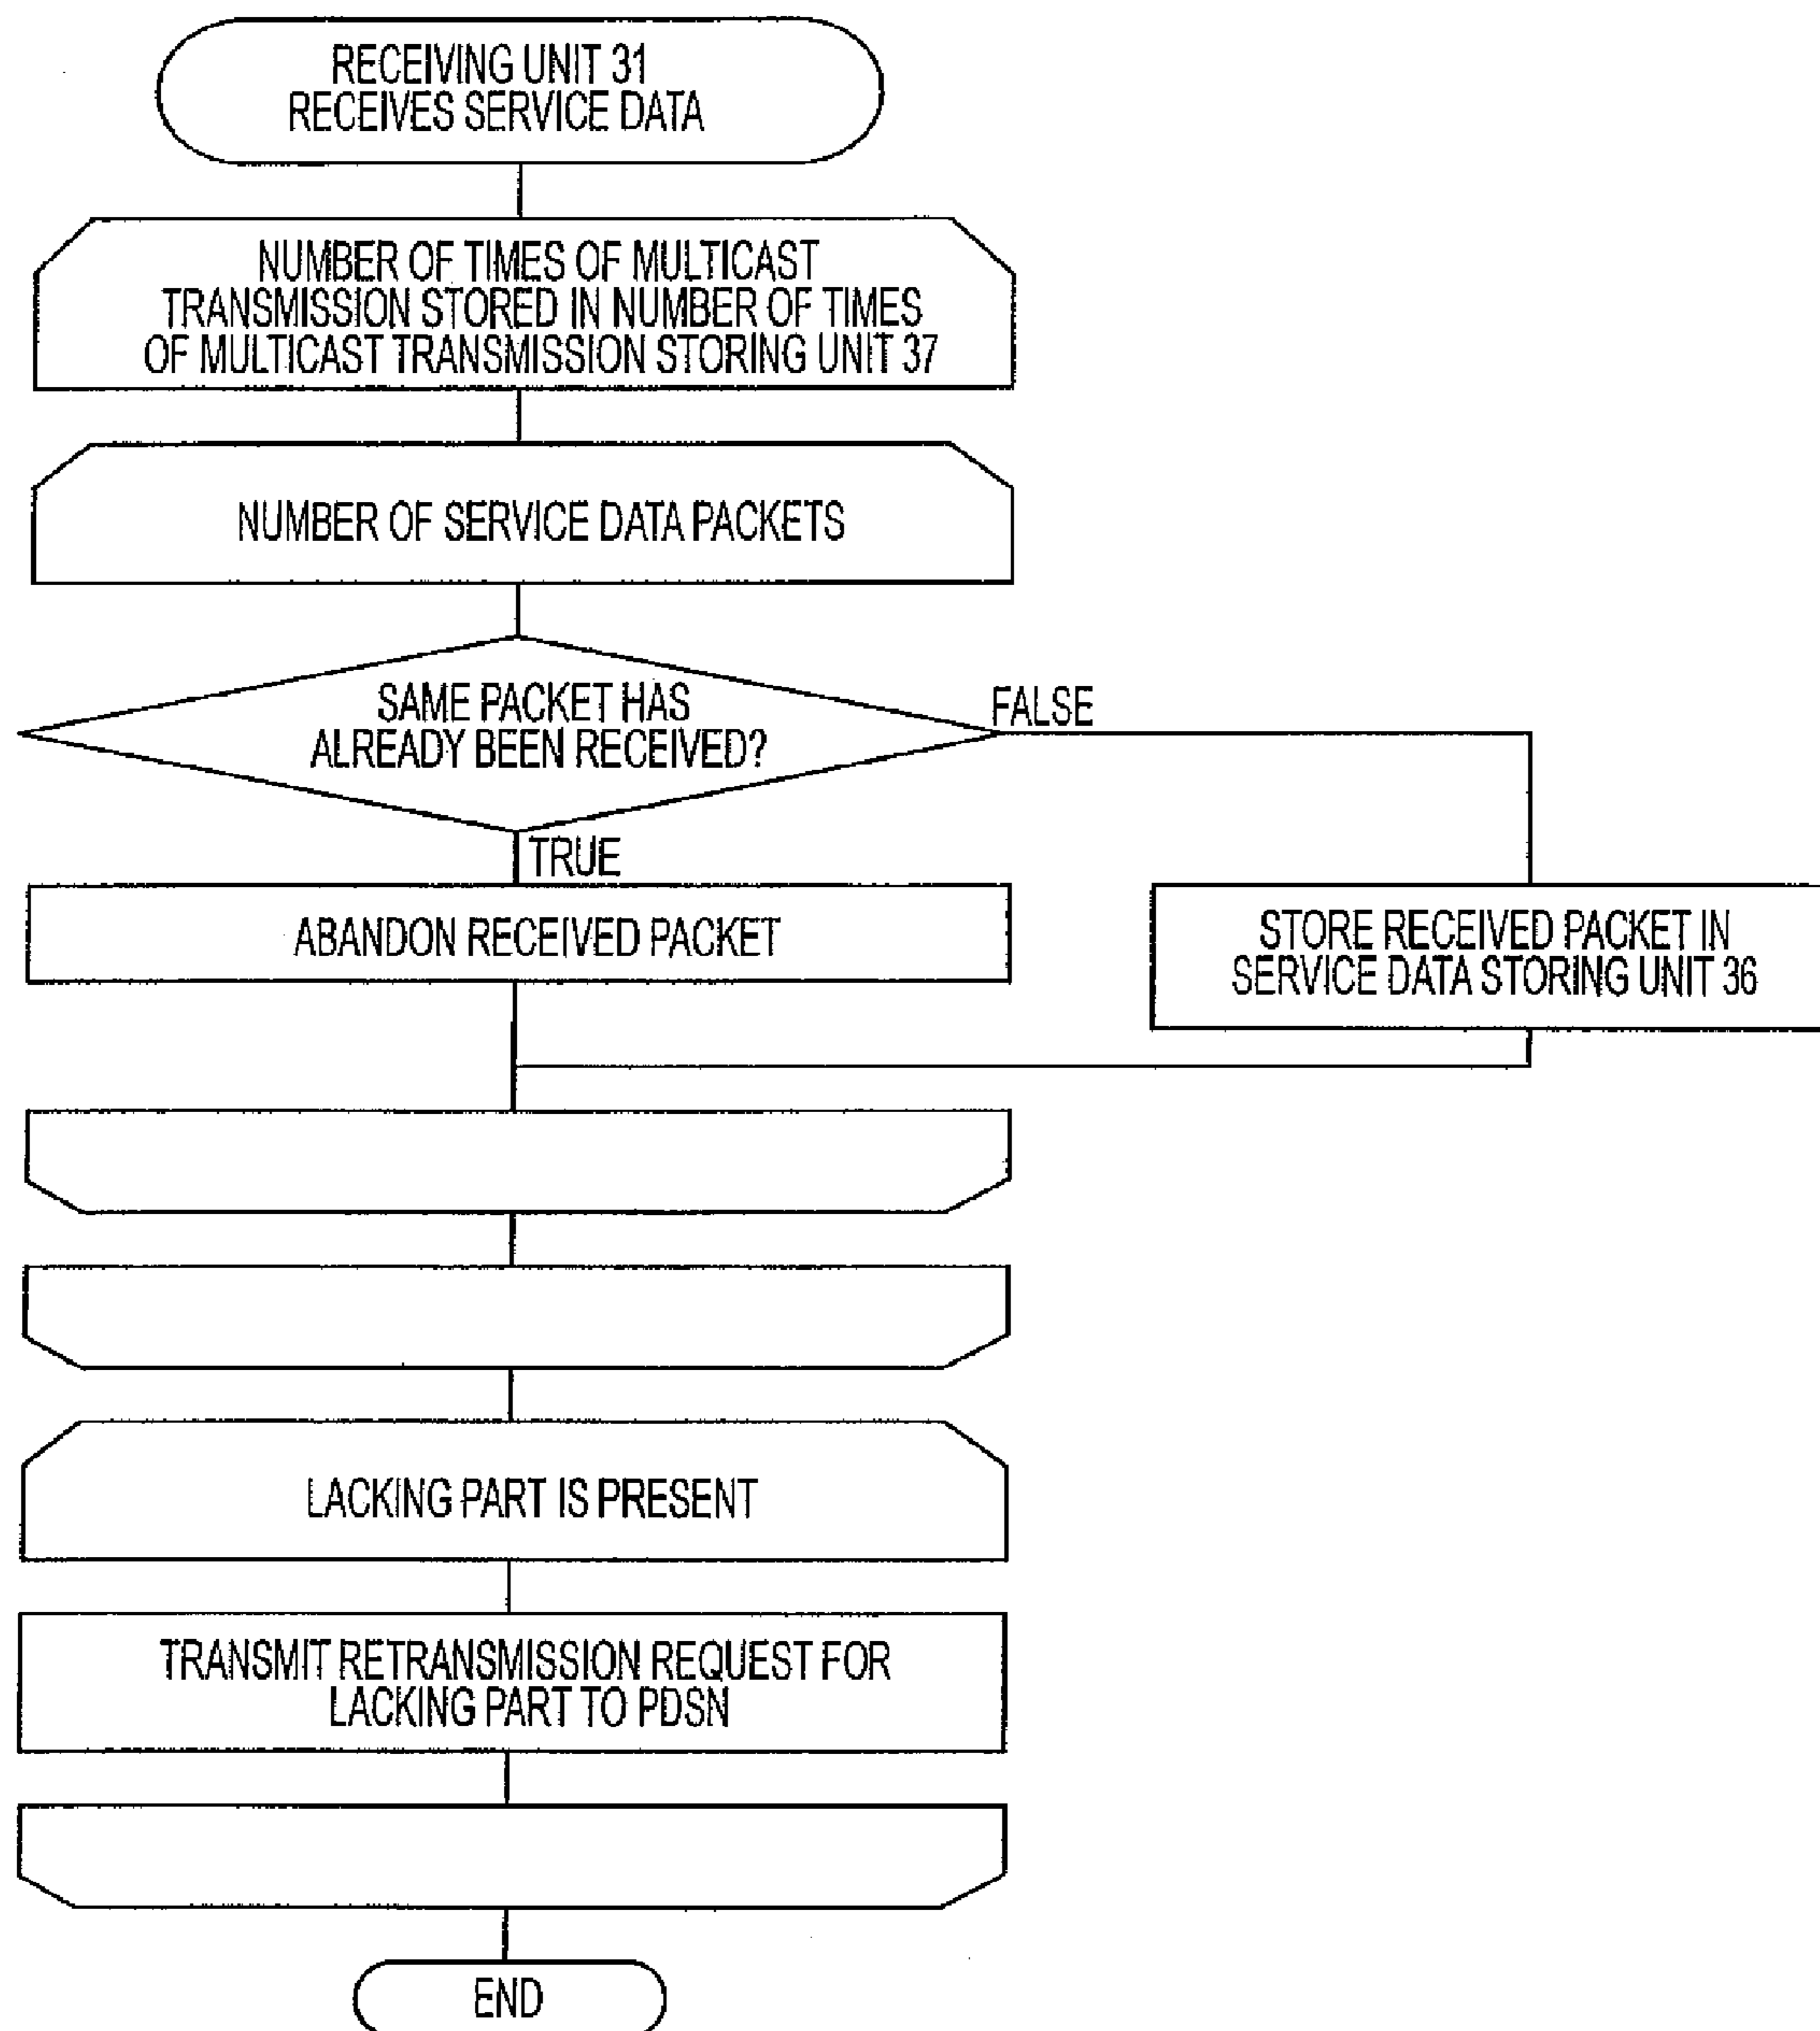 RECEIVING UNIT 31
RECEIVES SERVICE DATA
NUMBER OF TIMES OF MULTICAST
TRANSMISSION STORED IN NUMBER OF TIMES
OF MULTICAST TRANSMISSION STORING UNIT 37
NUMBER OF SERVICE DATA PACKETS
SAME PACKET HAS
ALREADY BEEN RECEIVED?
FALSE
TRUE
ABANDON RECEIVED PACKET
STORE RECEIVED PACKET IN
SERVICE DATA STORING UNIT 36
LACKING PART IS PRESENT
TRANSMIT RETRANSMISSION REQUEST FOR
LACKING PART TO PDSN
END